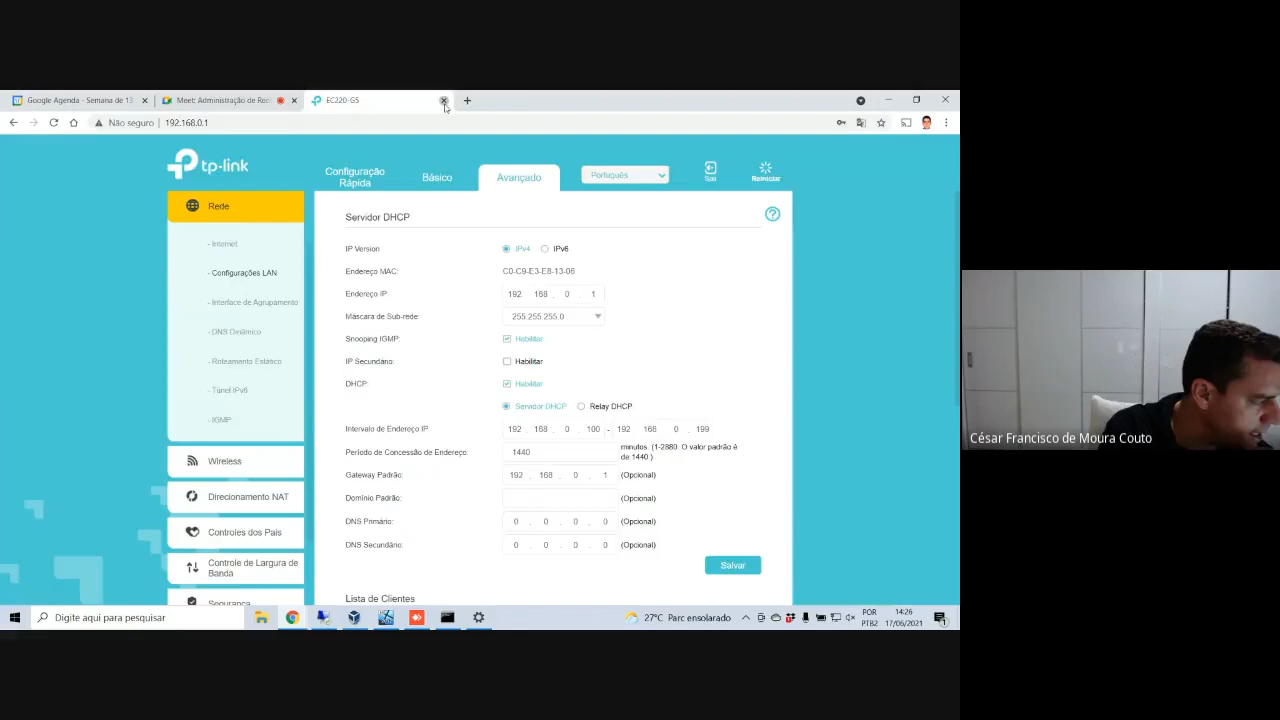 Google Agenda - Semana de 13
Meet: Administração de Red
EC220-G5
Não seguro
192.168.0.1
tp-link
Configuração
Rápida
Básico
Avançado
Português
Sair
Reiniciar
Rede
- Internet
- Configurações LAN
- Interface de Agrupamento
- DNS Dinâmico
- Roteamento Estático
- Túnel IPv6
- IGMP
Wireless
Direcionamento NAT
Controles dos Pais
Controle de Largura de
Banda
Segurança
Servidor DHCP
IP Version
IPv4
IPv6
Endereço MAC:
C0-C9-E3-E8-13-06
Endereço IP
192 . 168 . 0 . 1
Máscara de Sub-rede:
255.255.255.0
Snooping IGMP:
Habilitar
IP Secundário:
Habilitar
DHCP:
Habilitar
Servidor DHCP
Relay DHCP
Intervalo de Endereço IP
192 . 168 . 0 . 100 - 192 . 168 . 0 . 199
Período de Concessão de Endereço:
1440
minutos. (1-2880. O valor padrão é
de 1440 )
Gateway Padrão:
192 . 168 . 0 . 1
(Opcional)
Domínio Padrão:
(Opcional)
DNS Primário:
0 . 0 . 0 . 0
(Opcional)
DNS Secundário:
0 . 0 . 0 . 0
(Opcional)
Salvar
Lista de Clientes
Digite aqui para pesquisar
27°C Parc ensolarado
POR
PTB2
14:26
17/06/2021
César Francisco de Moura Couto